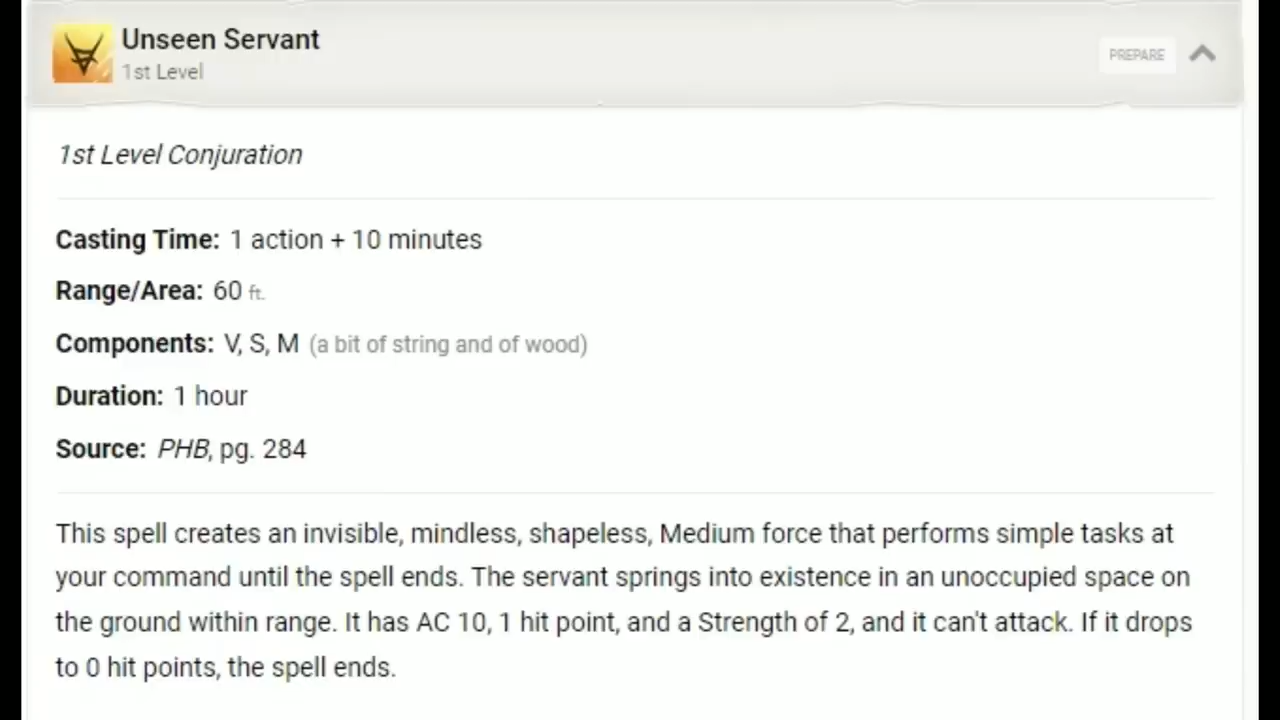 Unseen Servant
1st Level
PREPARE
1st Level Conjuration
Casting Time: 1 action + 10 minutes
Range/Area: 60 ft.
Components: V, S, M (a bit of string and of wood)
Duration: 1 hour
Source: PHB, pg. 284
This spell creates an invisible, mindless, shapeless, Medium force that performs simple tasks at
your command until the spell ends. The servant springs into existence in an unoccupied space on
the ground within range. It has AC 10, 1 hit point, and a Strength of 2, and it can't attack. If it drops
to 0 hit points, the spell ends.